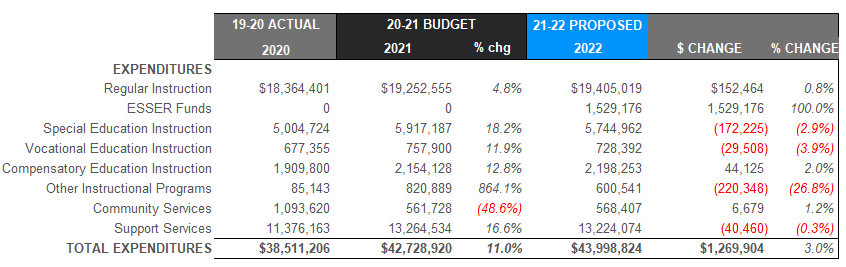 19-20 ACTUAL 20-21 BUDGET 21-22 PROPOSED
2020 2021 % chg 2022 $ CHANGE % CHANGE
EXPENDITURES
Regular Instruction $18,364,401 $19,252,555 4.8% $19,405,019 $152,464 0.8%
ESSER Funds 0 0 1,529,176 1,529,176 100.0%
Special Education Instruction 5,004,724 5,917,187 18.2% 5,744,962 (172,225) (2.9%)
Vocational Education Instruction 677,355 757,900 11.9% 728,392 (29,508) (3.9%)
Compensatory Education Instruction 1,909,800 2,154,128 12.8% 2,198,253 44,125 2.0%
Other Instructional Programs 85,143 820,889 864.1% 600,541 (220,348) (26.8%)
Community Services 1,093,620 561,728 (48.6%) 568,407 6,679 1.2%
Support Services 11,376,163 13,264,534 16.6% 13,224,074 (40,460) (0.3%)
TOTAL EXPENDITURES $38,511,206 $42,728,920 11.0% $43,998,824 $1,269,904 3.0%